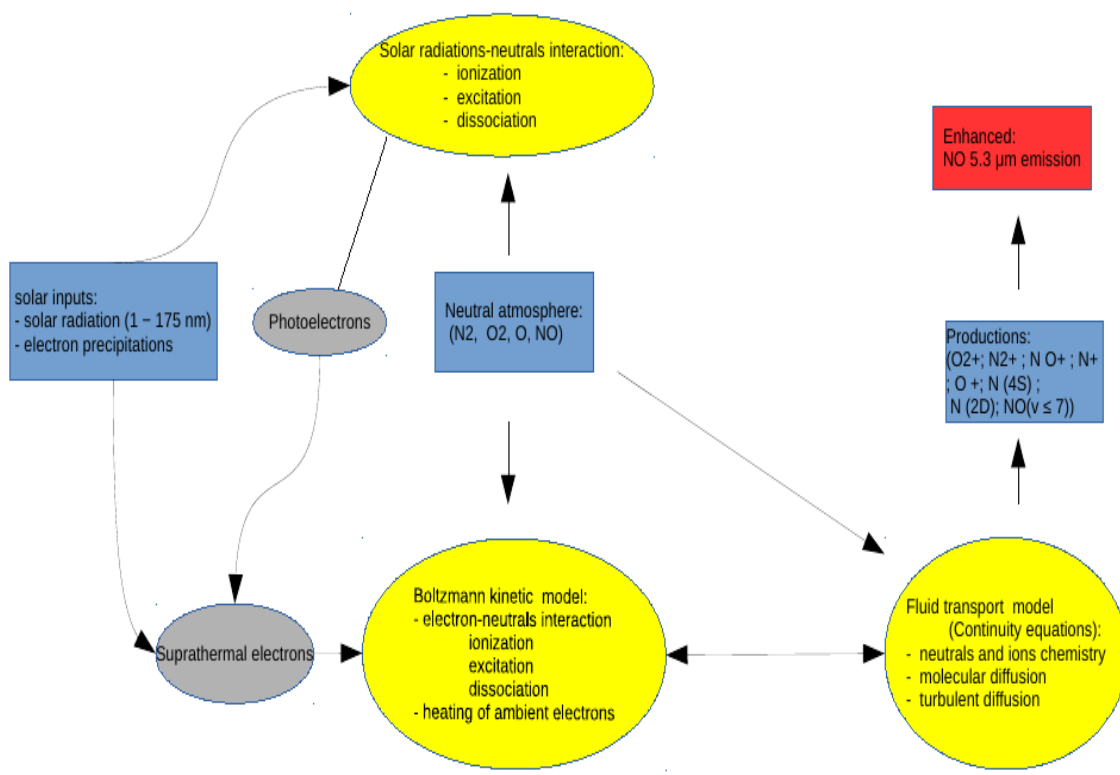 Solar radiations-neutrals interaction:
- ionization
- excitation
- dissociation
Enhanced:
NO 5.3 μm emission
solar inputs:
- solar radiation (1 − 175 nm)
- electron precipitations
Photoelectrons
Neutral atmosphere:
(N2, O2, O, NO)
Productions:
(O2+; N2+ ; N O+ ; N+
; O +; N (4S) ;
N (2D); NO(v ≤ 7))
Suprathermal electrons
Boltzmann kinetic model:
- electron-neutrals interaction
ionization
excitation
dissociation
- heating of ambient electrons
Fluid transport model
(Continuity equations):
- neutrals and ions chemistry
- molecular diffusion
- turbulent diffusion